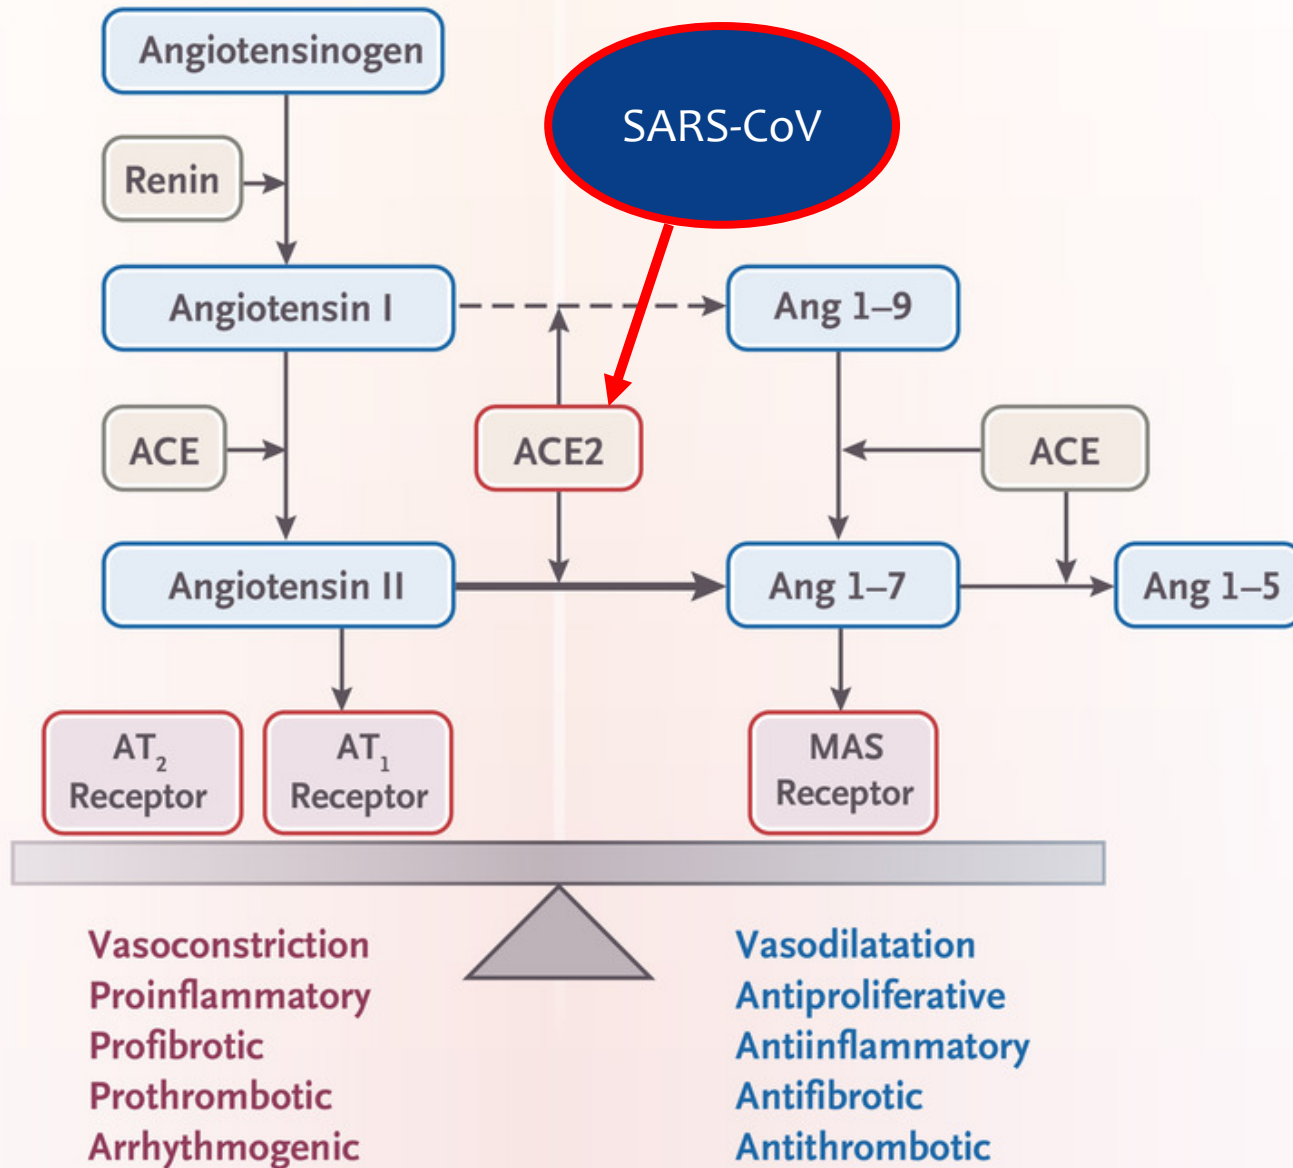 Angiotensinogen
SARS-CoV
Renin
Angiotensin I
Ang 1–9
ACE
ACE2
ACE
Angiotensin II
Ang 1–7
Ang 1–5
AT₂
Receptor
AT₁
Receptor
MAS
Receptor
Vasoconstriction
Proinflammatory
Profibrotic
Prothrombotic
Arrhythmogenic
Vasodilatation
Antiproliferative
Antiinflammatory
Antifibrotic
Antithrombotic